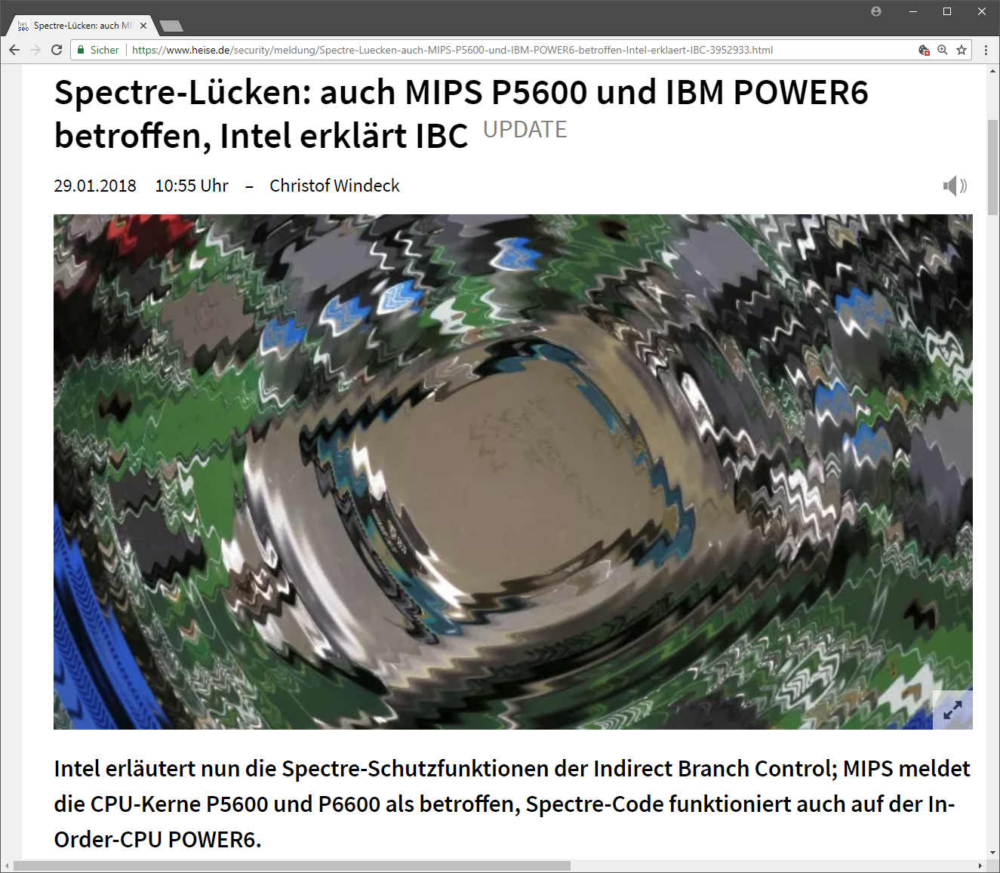 hei sec
Spectre-Lücken: auch MI
Sicher
https://www.heise.de/security/meldung/Spectre-Luecken-auch-MIPS-P5600-und-IBM-POWER6-betroffen-Intel-erklaert-IBC-3952933.html
Spectre-Lücken: auch MIPS P5600 und IBM POWER6
betroffen, Intel erklärt IBC UPDATE
29.01.2018 10:55 Uhr – Christof Windeck
Intel erläutert nun die Spectre-Schutzfunktionen der Indirect Branch Control; MIPS meldet
die CPU-Kerne P5600 und P6600 als betroffen, Spectre-Code funktioniert auch auf der In-
Order-CPU POWER6.